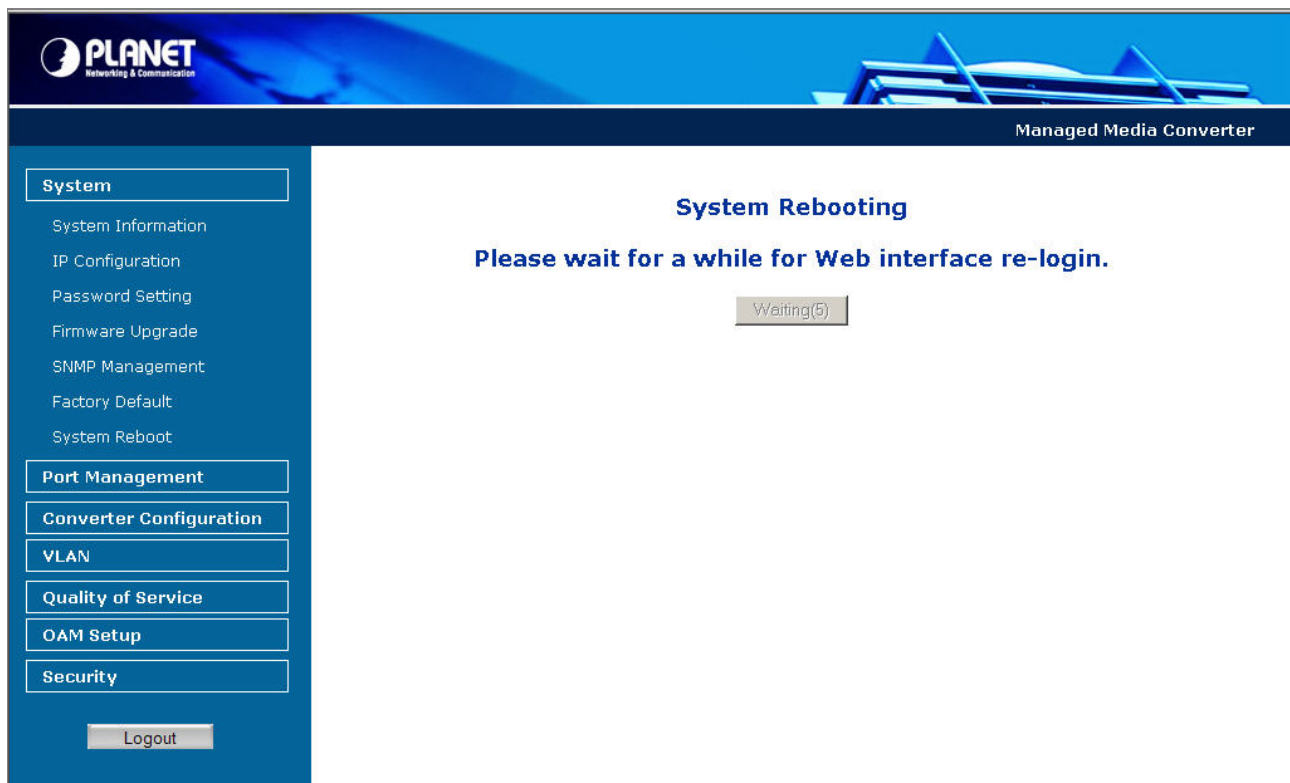 PLANET
Networking & Communication
Managed Media Converter
System
System Information
IP Configuration
Password Setting
Firmware Upgrade
SNMP Management
Factory Default
System Reboot
Port Management
Converter Configuration
VLAN
Quality of Service
OAM Setup
Security
Logout
System Rebooting
Please wait for a while for Web interface re-login.
Waiting(5)